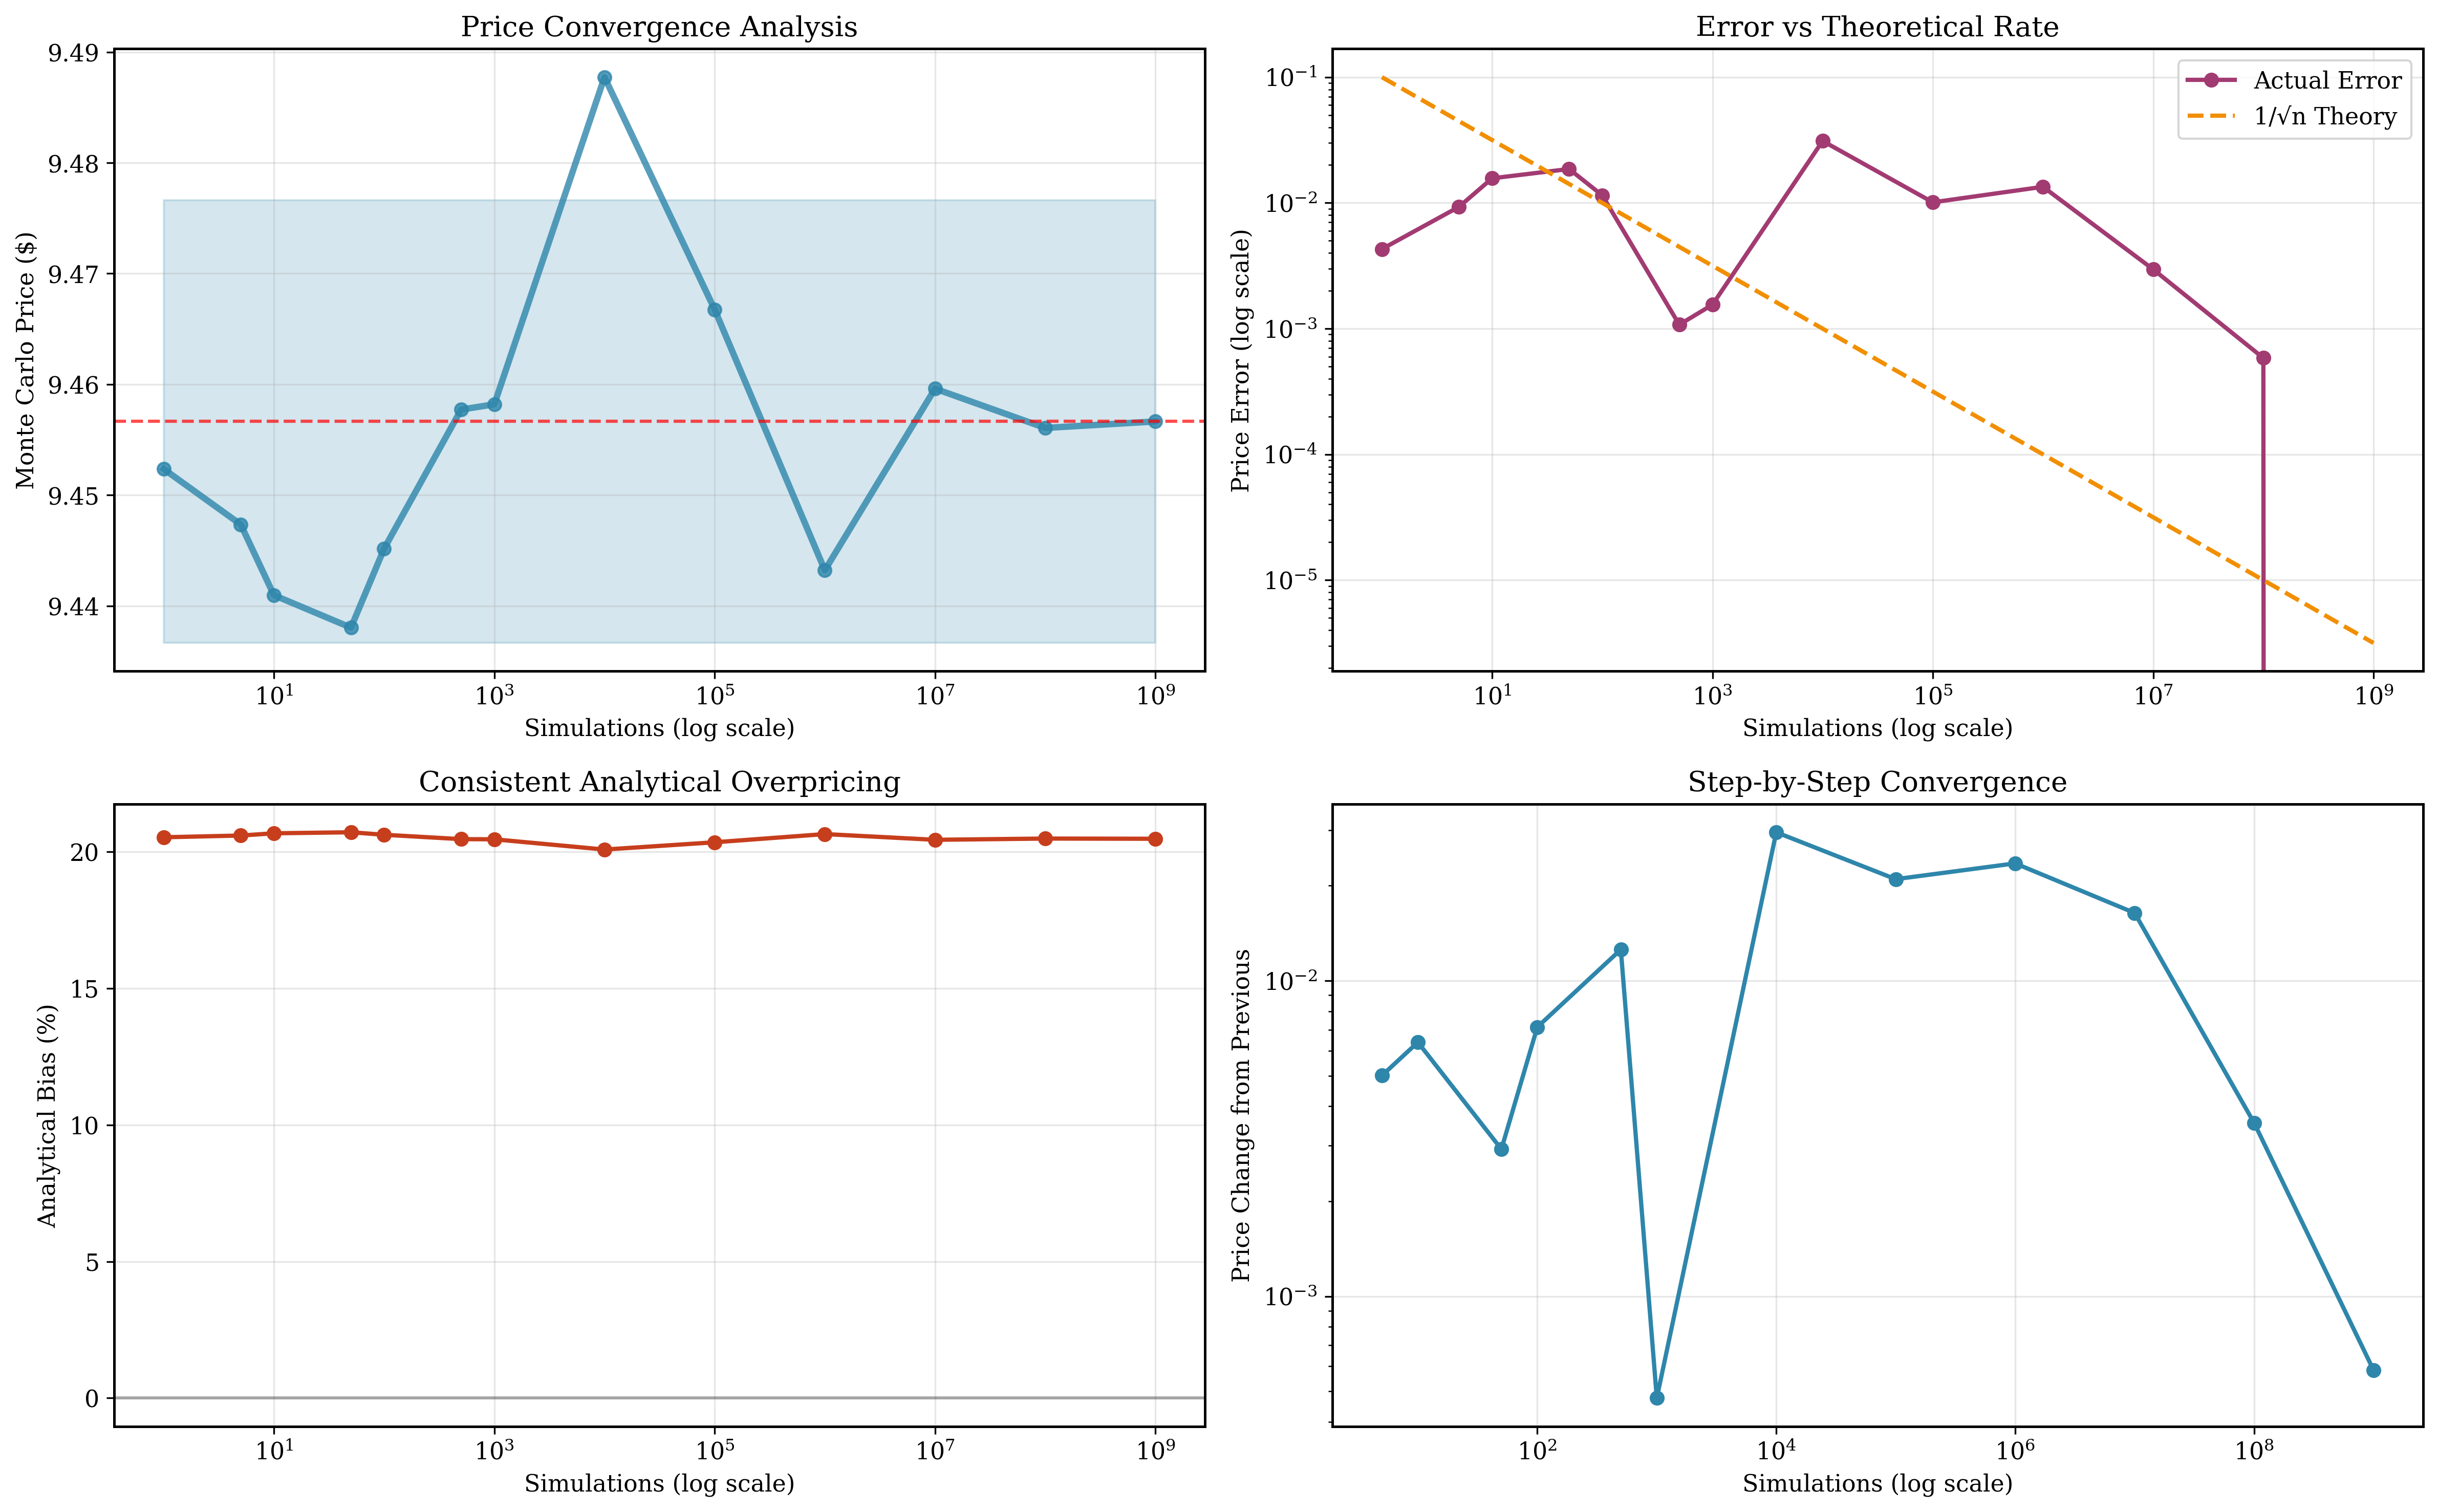 Price Convergence Analysis
9.49
9.48
9.47
9.46
9.45
9.44
Monte Carlo Price ($)
10¹
10³
10⁵
10⁷
10⁹
Simulations (log scale)
Error vs Theoretical Rate
Actual Error
1/√n Theory
10⁻¹
10⁻²
10⁻³
10⁻⁴
10⁻⁵
Price Error (log scale)
10¹
10³
10⁵
10⁷
10⁹
Simulations (log scale)
Consistent Analytical Overpricing
20
15
10
5
0
Analytical Bias (%)
10¹
10³
10⁵
10⁷
10⁹
Simulations (log scale)
Step-by-Step Convergence
10⁻²
10⁻³
Price Change from Previous
10²
10⁴
10⁶
10⁸
Simulations (log scale)